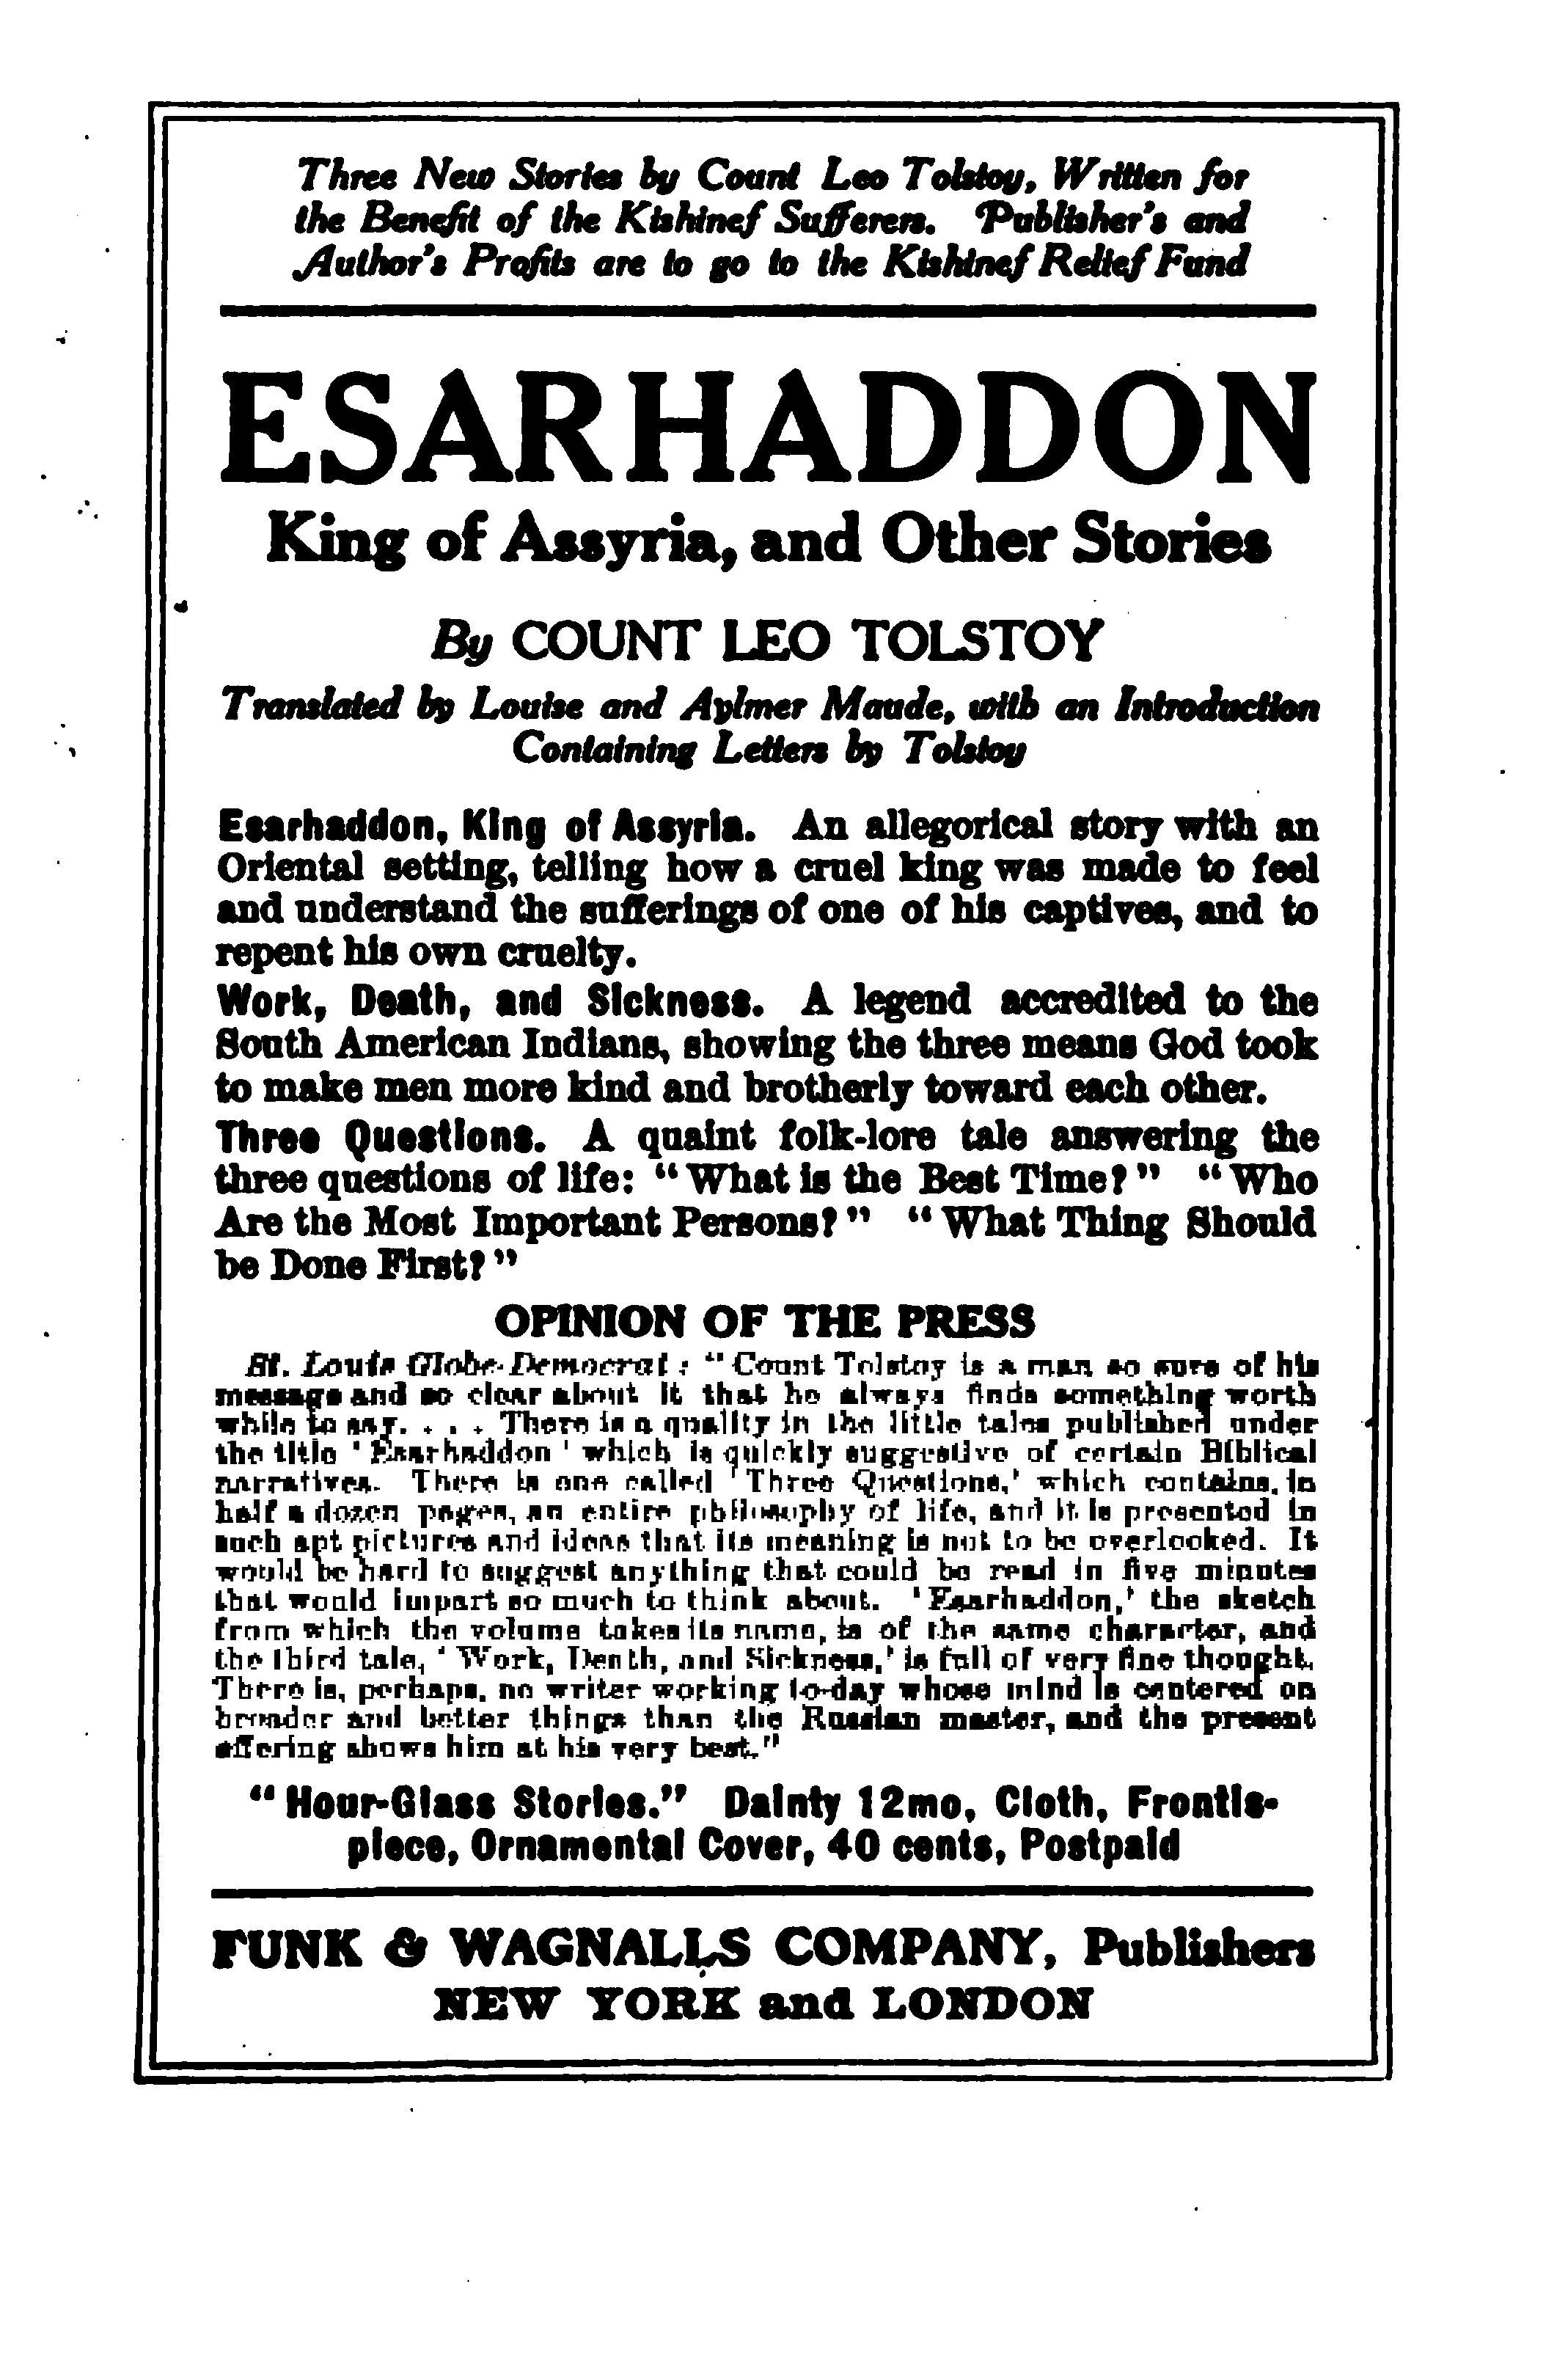 Three New Stories by Count Leo Tolstoy, Written for
the Benefit of the Kishinef Sufferers. Publisher's and
Author's Profits are to go to the Kishinef Relief Fund
ESARHADDON
King of Assyria, and Other Stories
By COUNT LEO TOLSTOY
Translated by Louise and Aylmer Maude, with an Introduction
Containing Letters by Tolstoy
Esarhaddon, King of Assyria. An allegorical story with an
Oriental setting, telling how a cruel king was made to feel
and understand the sufferings of one of his captives, and to
repent his own cruelty.
Work, Death, and Sickness. A legend accredited to the
South American Indians, showing the three means God took
to make men more kind and brotherly toward each other.
Three Questions. A quaint folk-lore tale answering the
three questions of life: "What is the Best Time?" "Who
Are the Most Important Persons?" "What Thing Should
be Done First?"
OPINION OF THE PRESS
St. Louis Globe-Democrat: "Count Tolstoy is a man so sure of his
message and so clear about it that he always finds something worth
while to say. . . . There is a quality in the little tales published under
the title 'Esarhaddon' which is quickly suggestive of certain Biblical
narratives. There is one called 'Three Questions,' which contains, in
half a dozen pages, an entire philosophy of life, and it is presented in
such apt pictures and ideas that its meaning is not to be overlooked. It
would be hard to suggest anything that could be read in five minutes
that would impart so much to think about. 'Esarhaddon,' the sketch
from which the volume takes its name, is of the same character, and
the third tale, 'Work, Death, and Sickness,' is full of very fine thought.
There is, perhaps, no writer working to-day whose mind is centered on
broader and better things than the Russian master, and the present
offering shows him at his very best."
"Hour-Glass Stories." Dainty 12mo, Cloth, Frontis-
piece, Ornamental Cover, 40 cents, Postpaid
FUNK & WAGNALLS COMPANY, Publishers
NEW YORK and LONDON